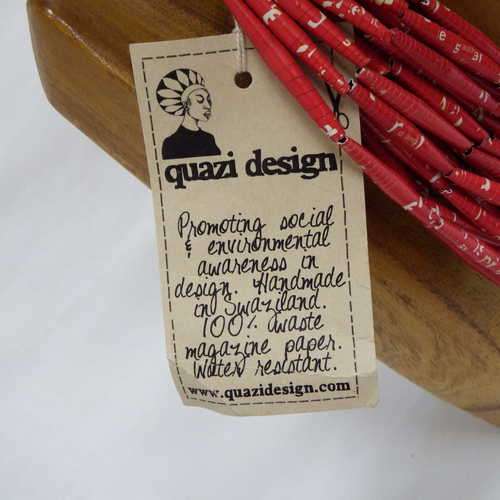 quazi design
Promoting social
& environmental
awareness in
design. Handmade
in Swaziland.
100% waste
magazine paper.
Water resistant.
www.quazidesign.com